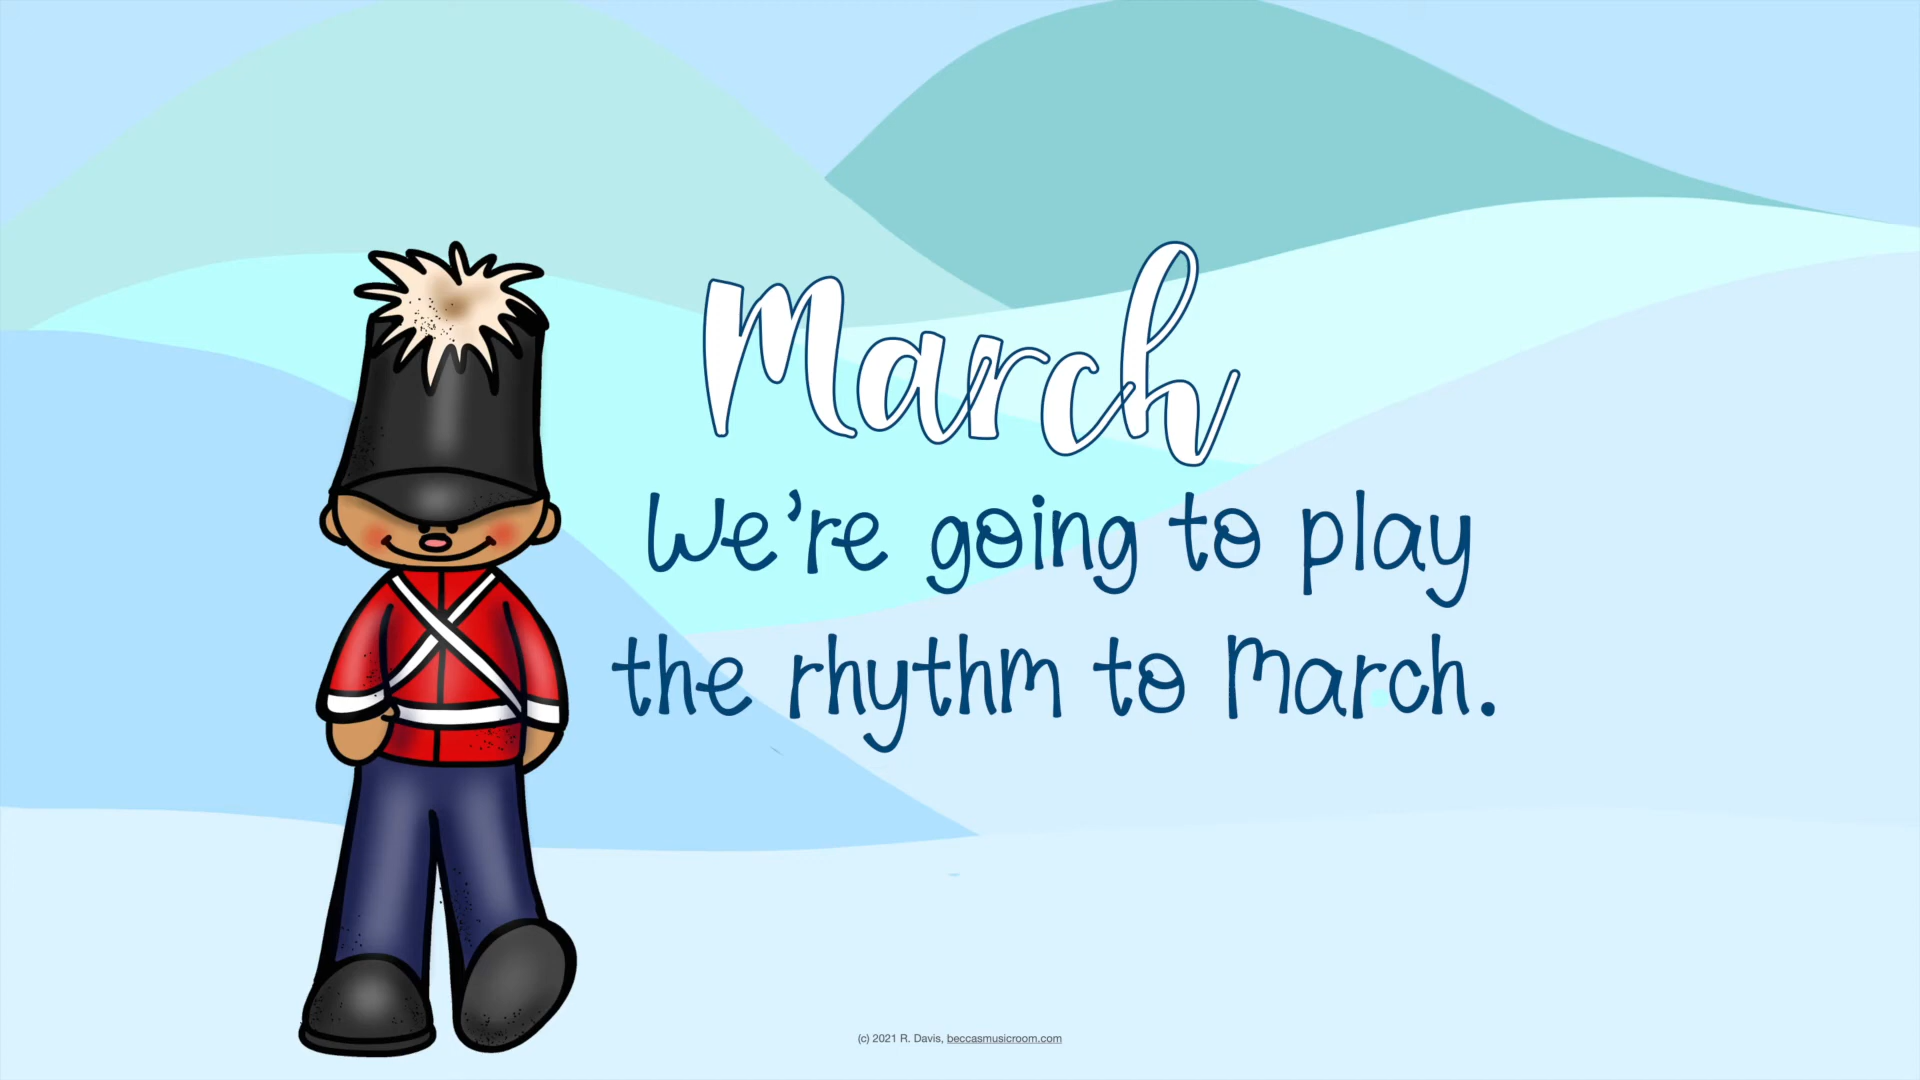 March
We're going to play
the rhythm to March.
(c) 2021 R. Davis, beccasmusicroom.com